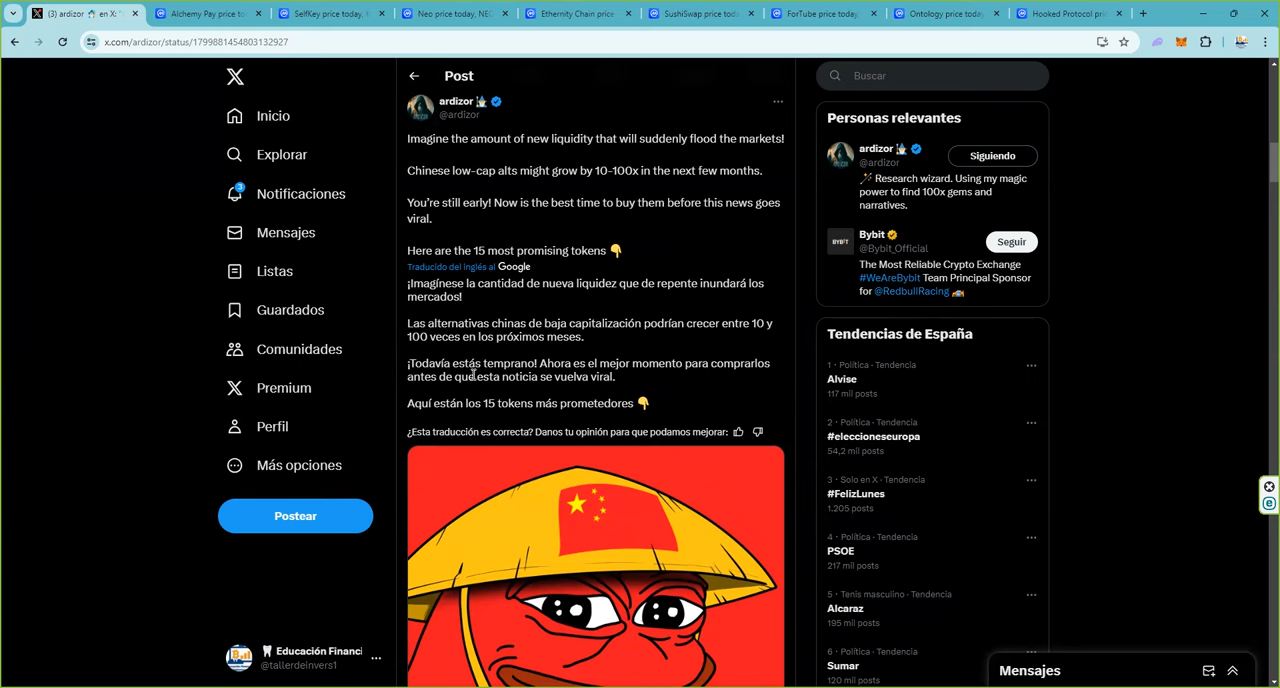 (3) ardizor 🧙‍♂️ en X: "
Alchemy Pay price to
SelfKey price today,
Neo price today, NEO
Ethernity Chain price
SushiSwap price today
ForTube price today,
Ontology price today
Hooked Protocol pri
x.com/ardizor/status/1799881454803132927
Inicio
Explorar
3
Notificaciones
Mensajes
Listas
Guardados
Comunidades
Premium
Perfil
Más opciones
Postear
🦷 Educación Financi
@tallerdeinvers1
Post
ardizor 🧙‍♂️
@ardizor
Imagine the amount of new liquidity that will suddenly flood the markets!
Chinese low-cap alts might grow by 10-100x in the next few months.
You're still early! Now is the best time to buy them before this news goes
viral.
Here are the 15 most promising tokens 👇
Traducido del inglés al Google
¡Imagínese la cantidad de nueva liquidez que de repente inundará los
mercados!
Las alternativas chinas de baja capitalización podrían crecer entre 10 y
100 veces en los próximos meses.
¡Todavía estás temprano! Ahora es el mejor momento para comprarlos
antes de que esta noticia se vuelva viral.
Aquí están los 15 tokens más prometedores 👇
¿Esta traducción es correcta? Danos tu opinión para que podamos mejorar:
Buscar
Personas relevantes
ardizor 🧙‍♂️
@ardizor
Siguiendo
🪄 Research wizard. Using my magic
power to find 100x gems and
narratives.
BYBIT
Bybit
@Bybit_Official
Seguir
The Most Reliable Crypto Exchange
#WeAreBybit Team Principal Sponsor
for @RedbullRacing 🏎️
Tendencias de España
1 · Política · Tendencia
Alvise
117 mil posts
2 · Política · Tendencia
#eleccioneseuropa
54,2 mil posts
3 · Solo en X · Tendencia
#FelizLunes
1.205 posts
4 · Política · Tendencia
PSOE
217 mil posts
5 · Tenis masculino · Tendencia
Alcaraz
195 mil posts
6 · Política · Tendencia
Sumar
120 mil posts
Mensajes